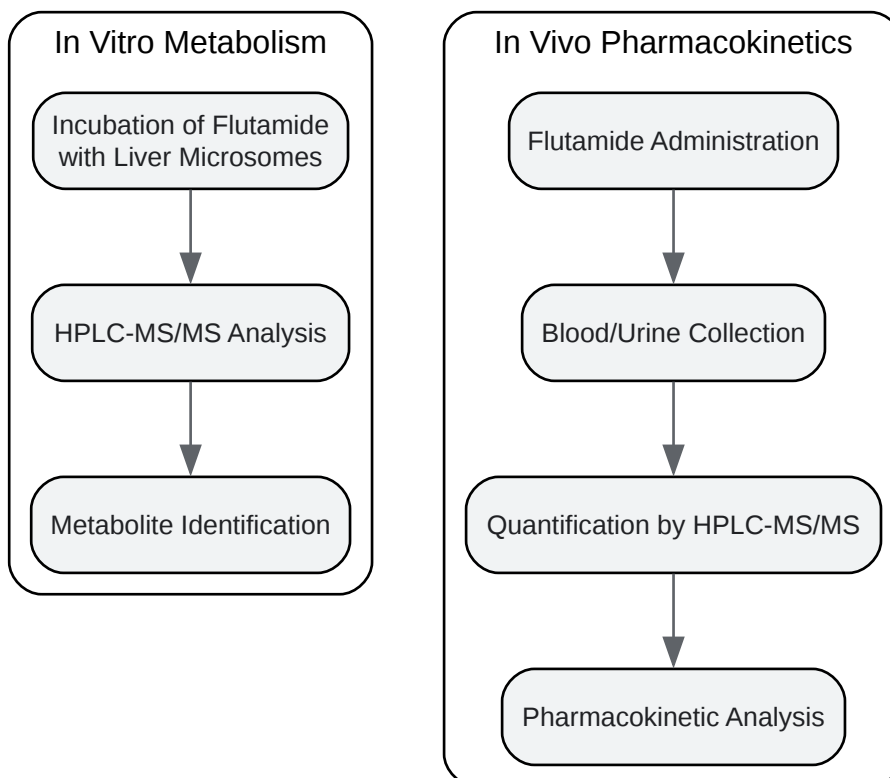 In Vitro Metabolism
Incubation of Flutamide
with Liver Microsomes
HPLC-MS/MS Analysis
Metabolite Identification
In Vivo Pharmacokinetics
Flutamide Administration
Blood/Urine Collection
Quantification by HPLC-MS/MS
Pharmacokinetic Analysis